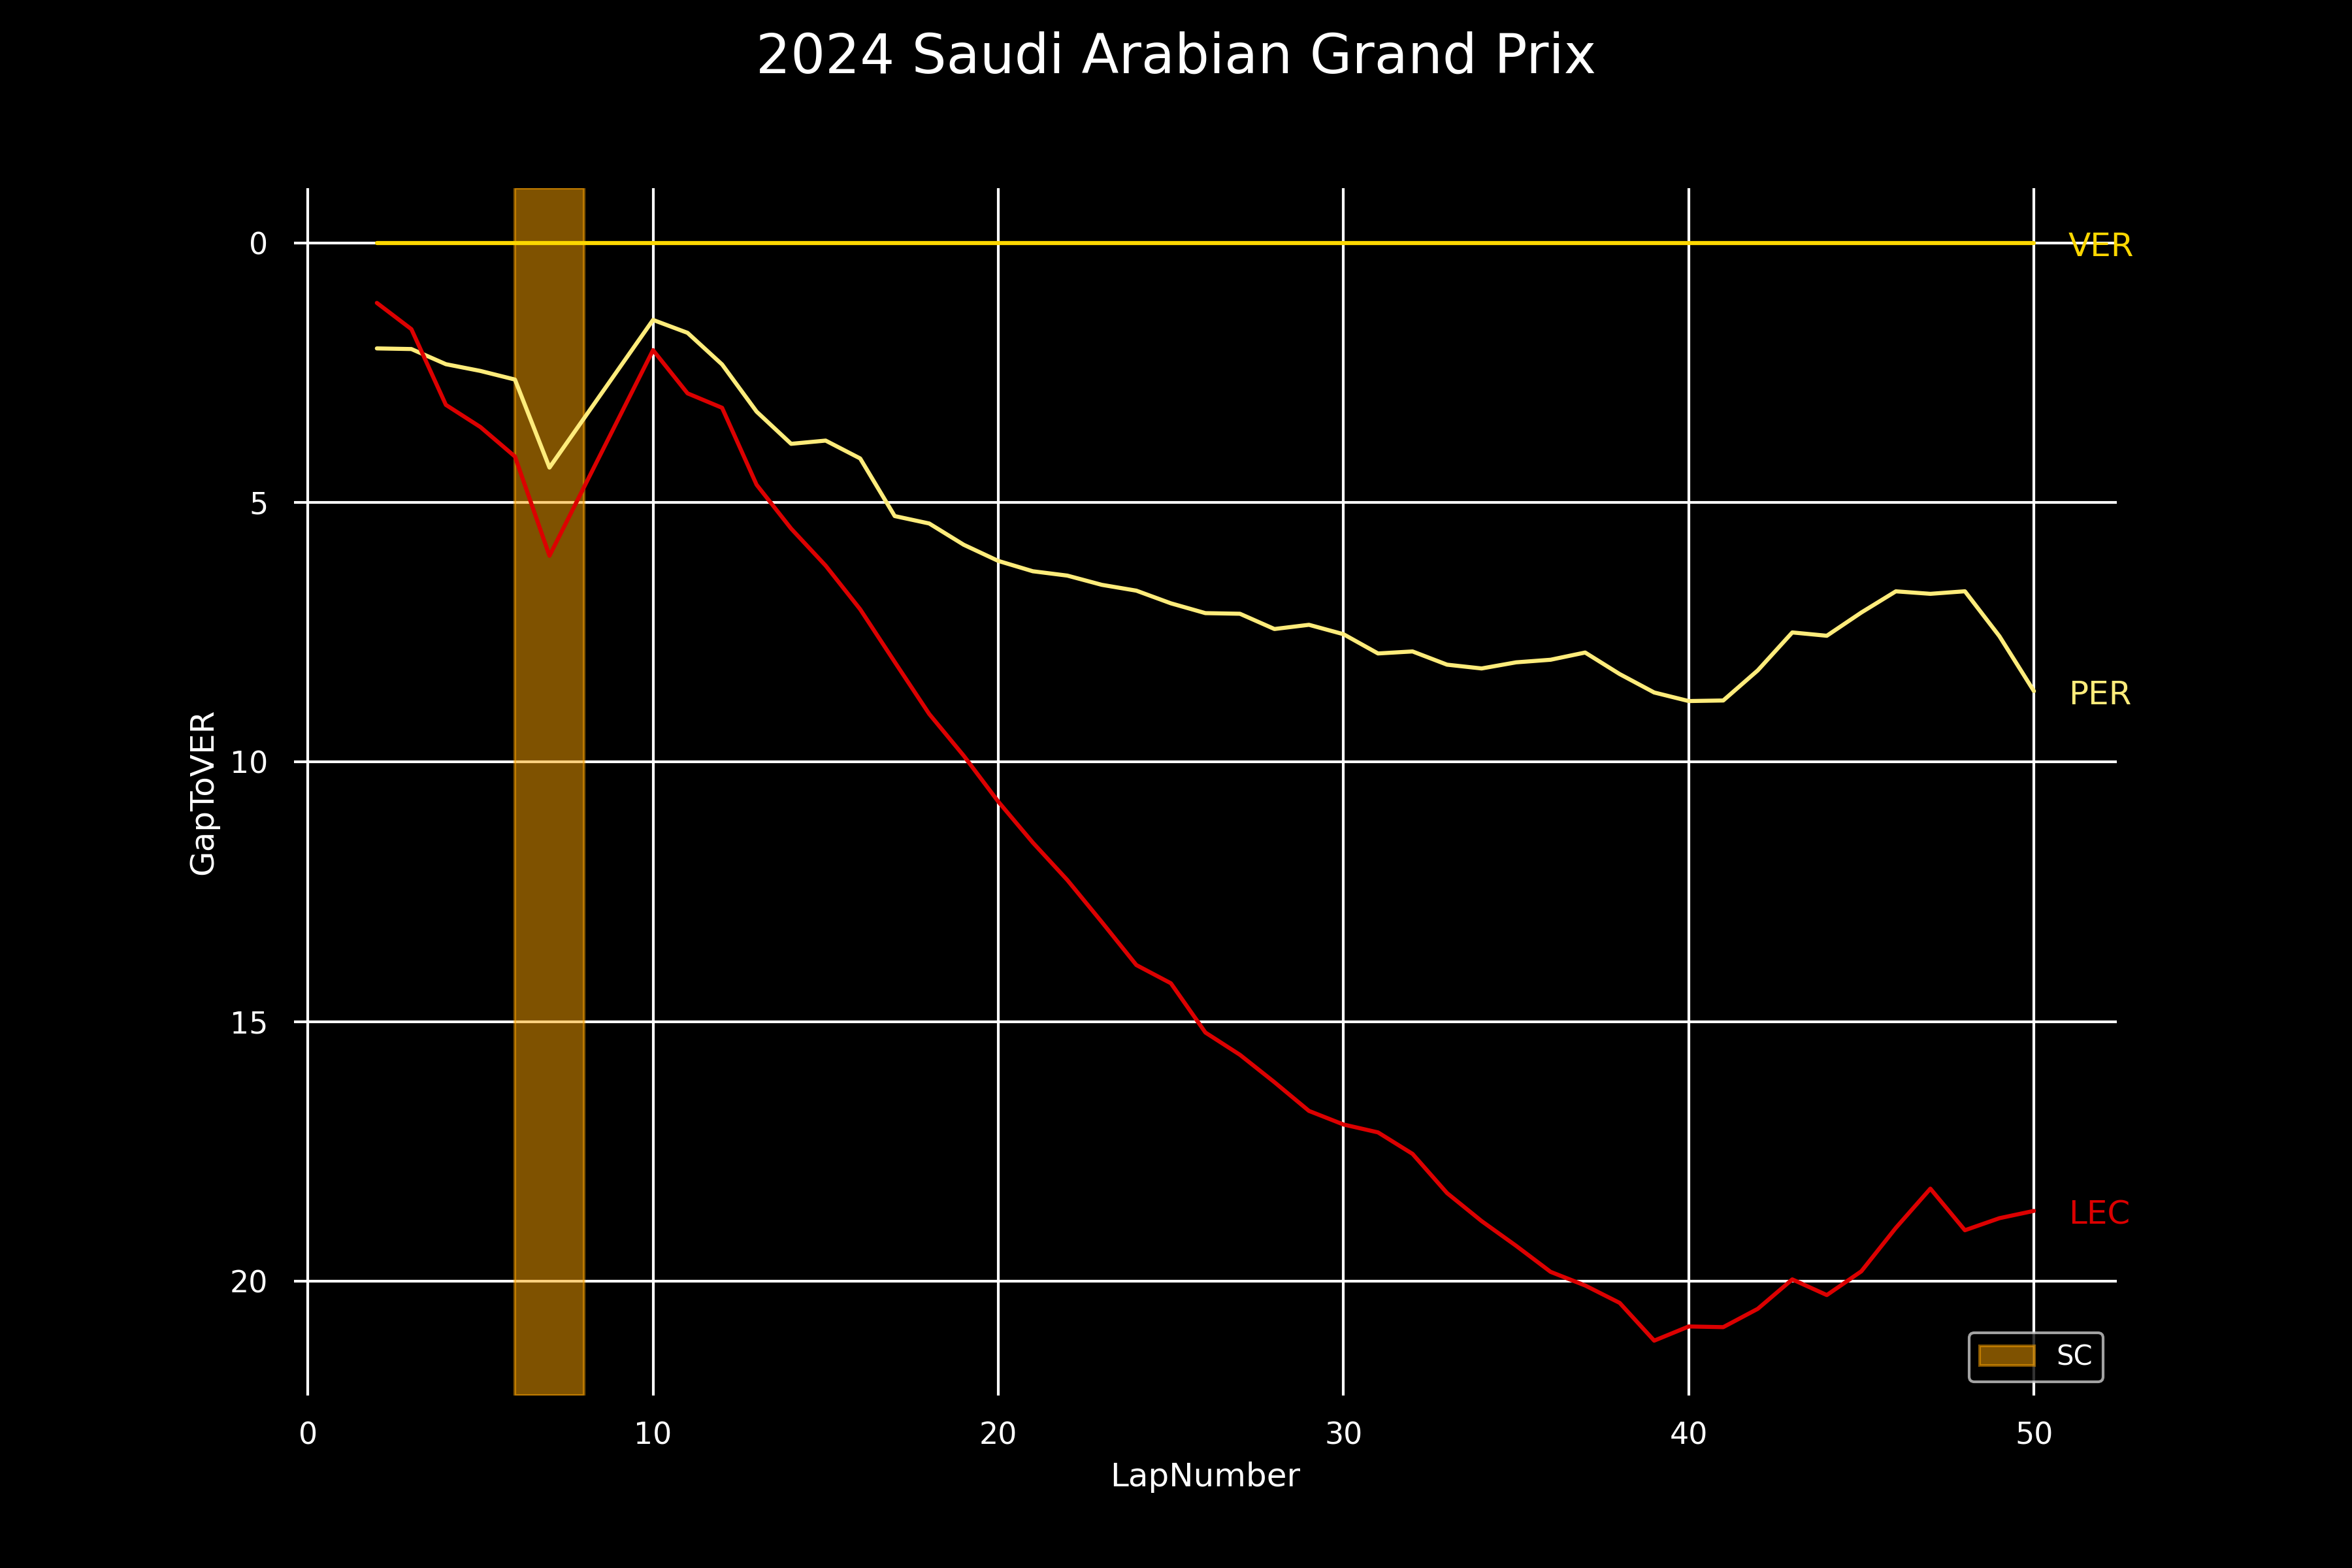 2024 Saudi Arabian Grand Prix
0
VER
5
PER
GapToVER
10
15
LEC
20
SC
0 10 20 30 40 50
LapNumber